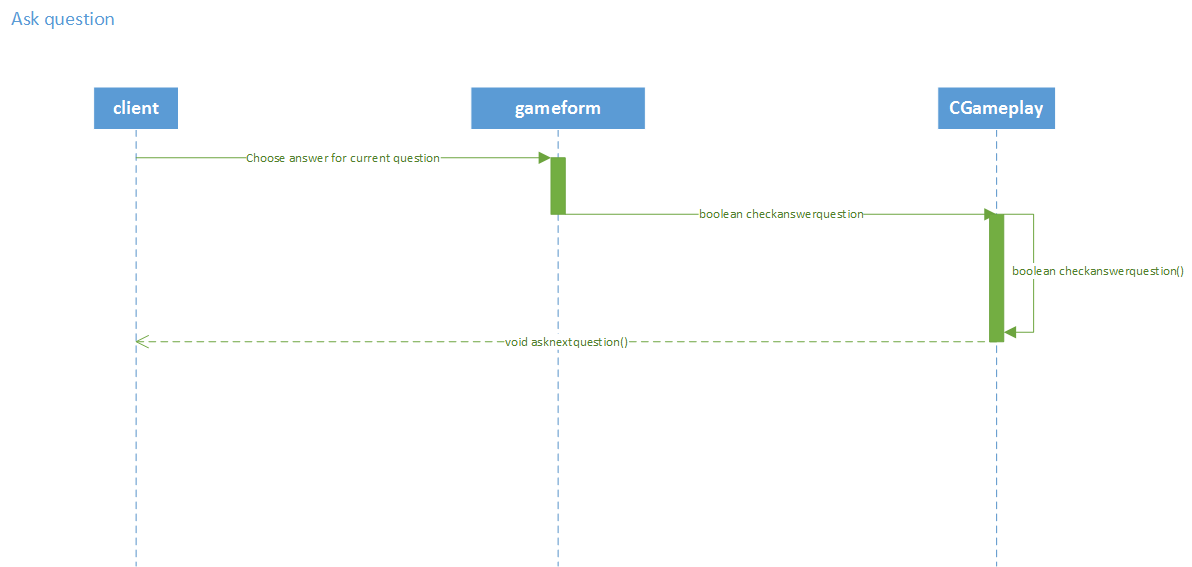 Ask question
client
gameform
CGameplay
Choose answer for current question
boolean checkanswerquestion
boolean checkanswerquestion()
void asknextquestion()